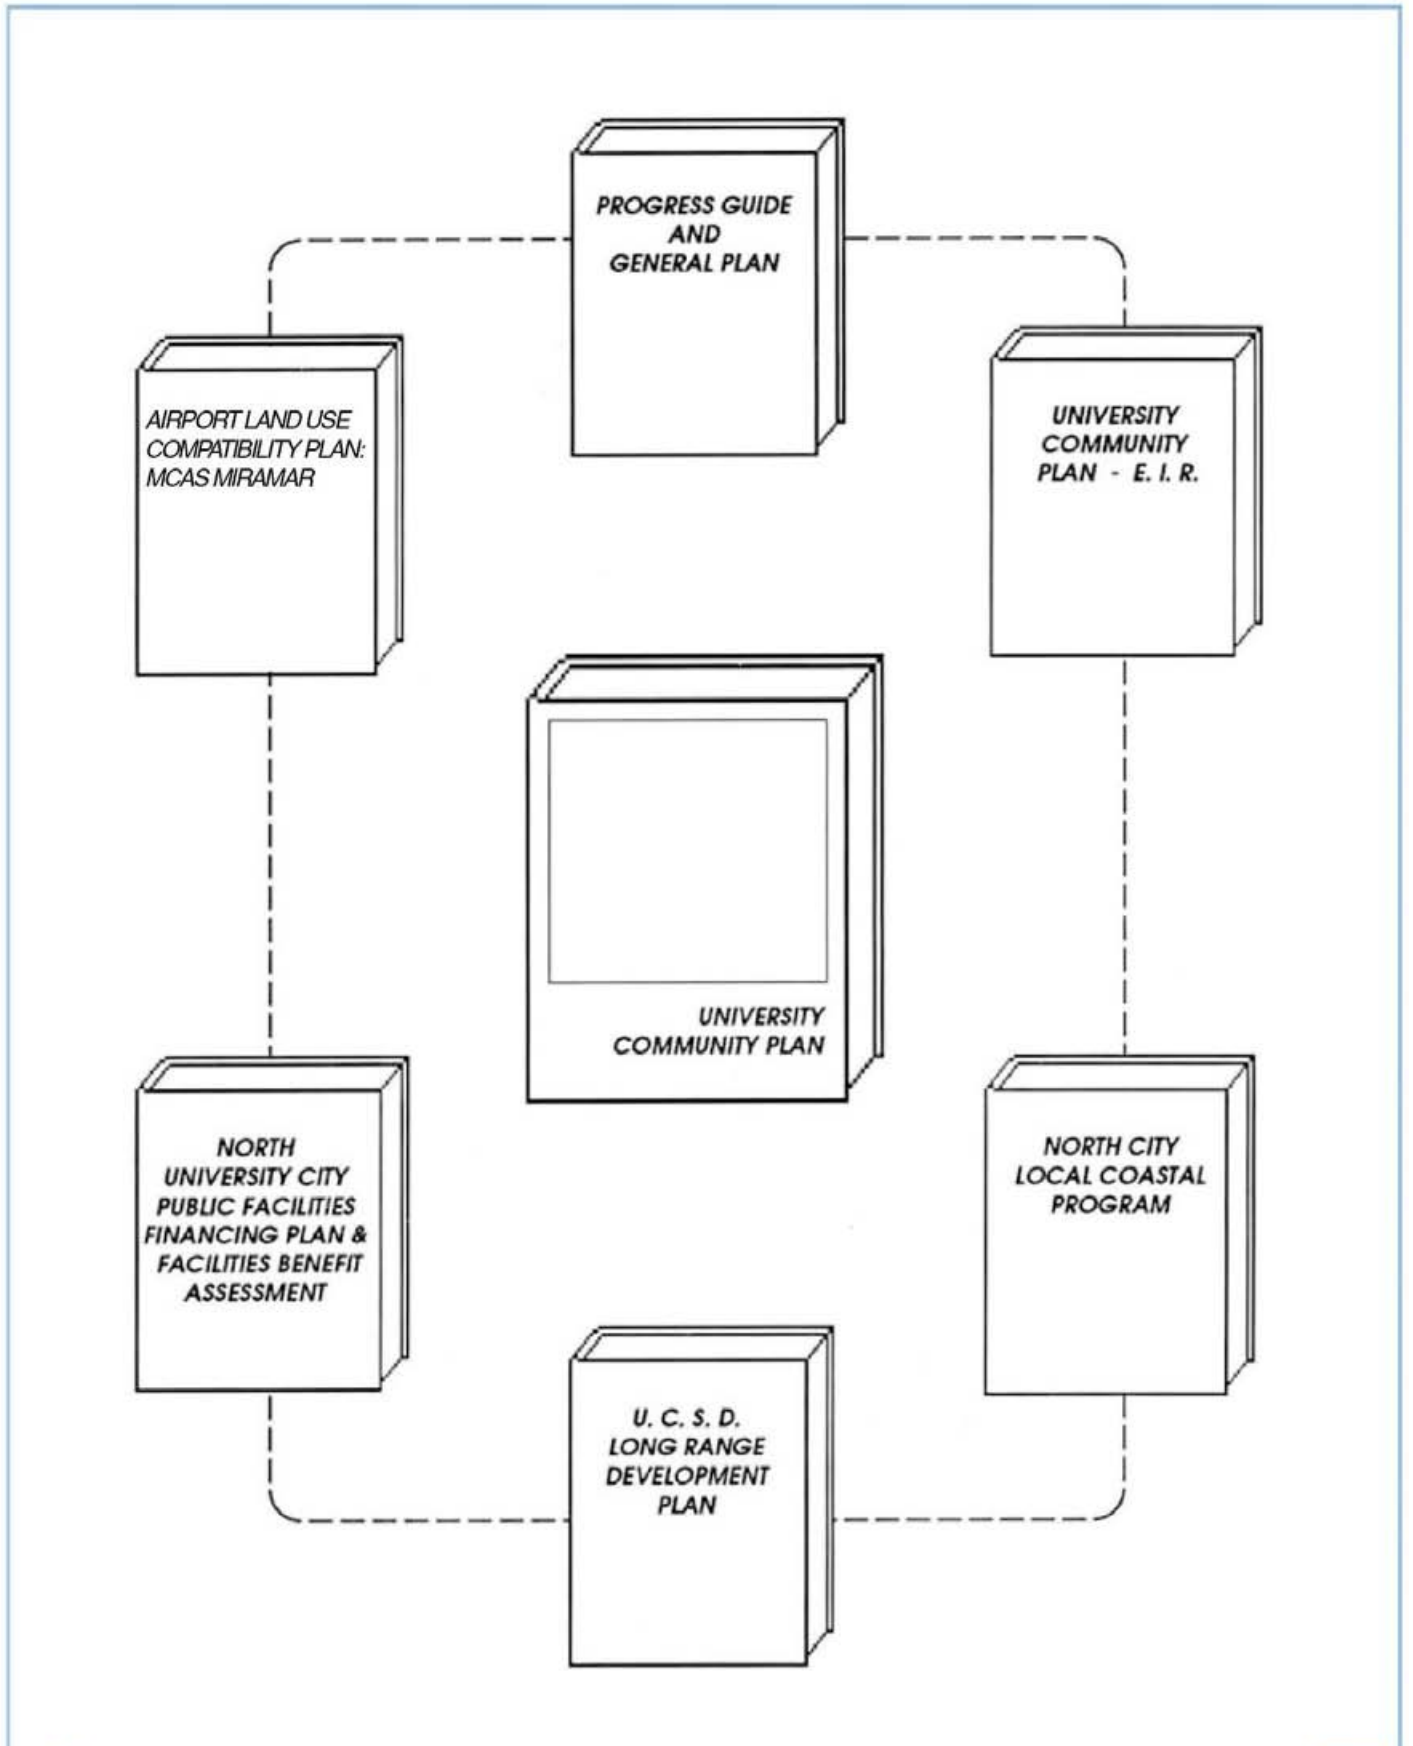 PROGRESS GUIDE
AND
GENERAL PLAN
AIRPORT LAND USE
COMPATIBILITY PLAN:
MCAS MIRAMAR
UNIVERSITY
COMMUNITY
PLAN - E. I. R.
UNIVERSITY
COMMUNITY PLAN
NORTH
UNIVERSITY CITY
PUBLIC FACILITIES
FINANCING PLAN &
FACILITIES BENEFIT
ASSESSMENT
NORTH CITY
LOCAL COASTAL
PROGRAM
U. C. S. D.
LONG RANGE
DEVELOPMENT
PLAN